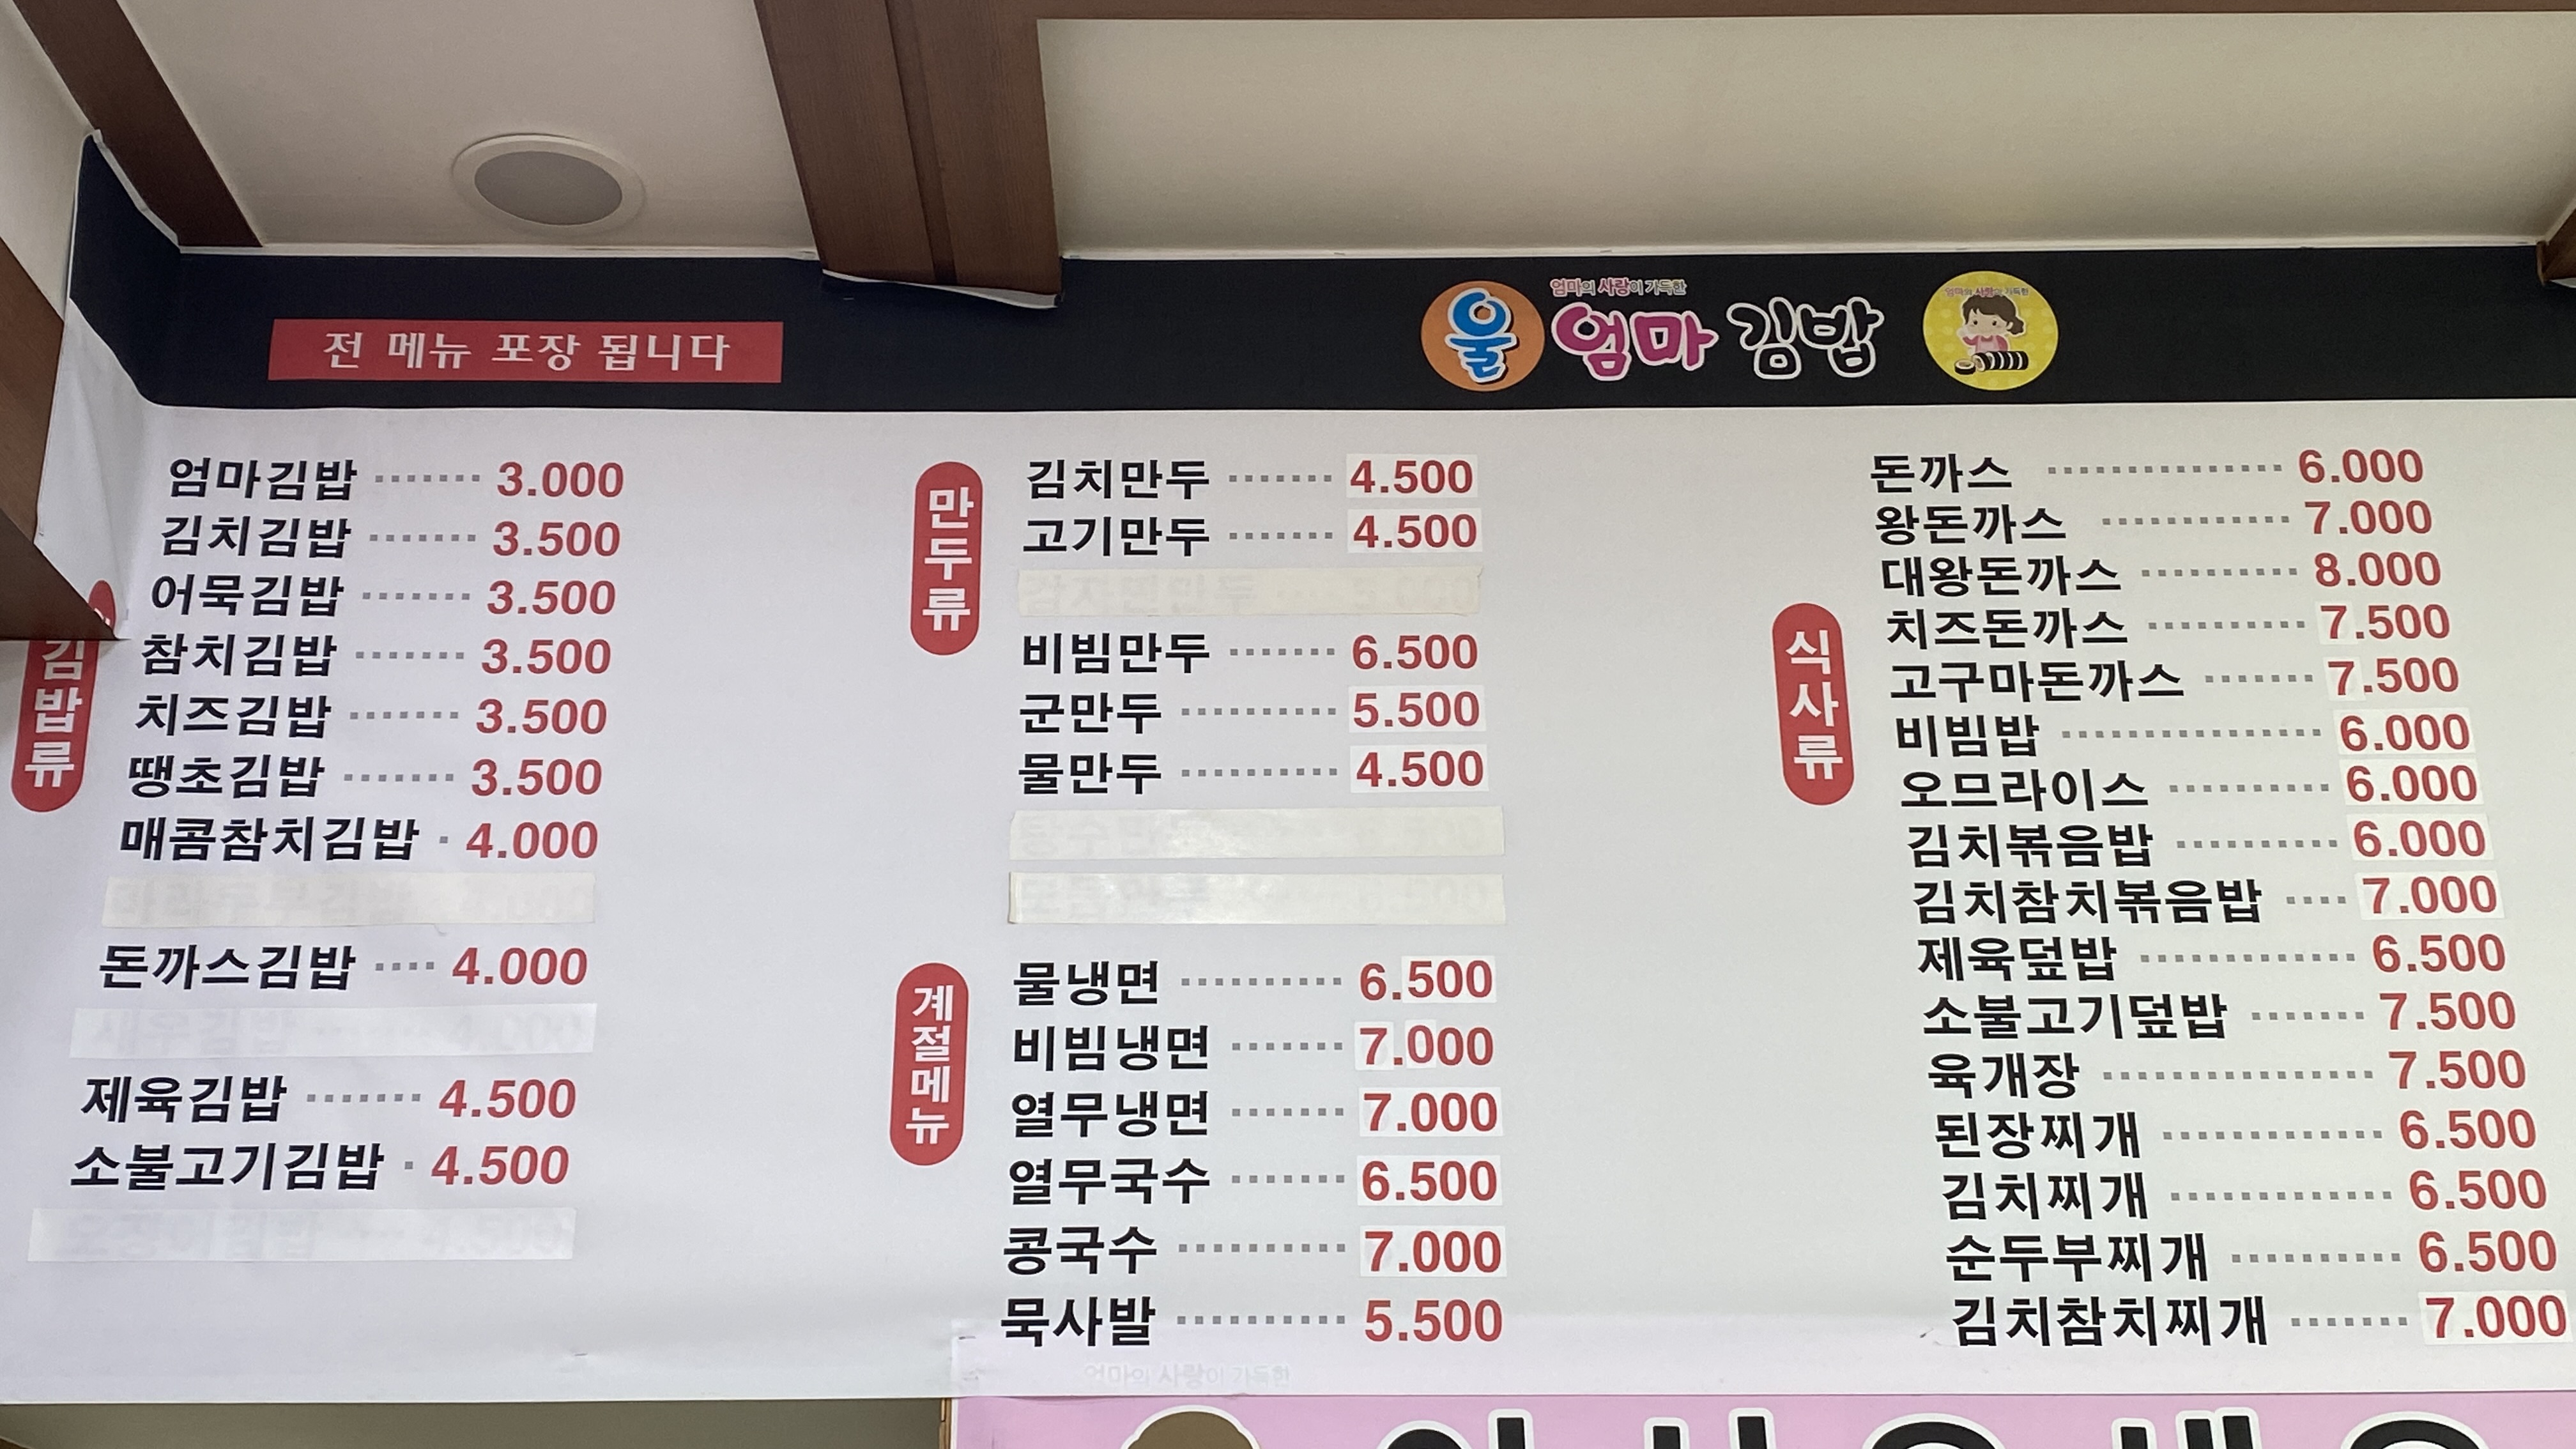 전 메뉴 포장 됩니다
엄마의 사랑이 가득한
울 엄마 김밥
엄마의 사랑이 가득한
김밥류
엄마김밥 ······· 3.000
김치김밥 ······· 3.500
어묵김밥 ······· 3.500
참치김밥 ······· 3.500
치즈김밥 ······· 3.500
땡초김밥 ······· 3.500
매콤참치김밥 · 4.000
돈까스김밥 ···· 4.000
제육김밥 ······· 4.500
소불고기김밥 · 4.500
만두류
김치만두 ······· 4.500
고기만두 ······· 4.500
비빔만두 ······· 6.500
군만두 ·········· 5.500
물만두 ·········· 4.500
계절메뉴
물냉면 ·········· 6.500
비빔냉면 ······· 7.000
열무냉면 ······· 7.000
열무국수 ······· 6.500
콩국수 ·········· 7.000
묵사발 ·········· 5.500
엄마의 사랑이 가득한
식사류
돈까스 ··············· 6.000
왕돈까스 ············ 7.000
대왕돈까스 ·········· 8.000
치즈돈까스 ·········· 7.500
고구마돈까스 ······· 7.500
비빔밥 ················ 6.000
오므라이스 ·········· 6.000
김치볶음밥 ·········· 6.000
김치참치볶음밥 ···· 7.000
제육덮밥 ············· 6.500
소불고기덮밥 ······· 7.500
육개장 ················ 7.500
된장찌개 ············· 6.500
김치찌개 ············· 6.500
순두부찌개 ·········· 6.500
김치참치찌개 ······· 7.000